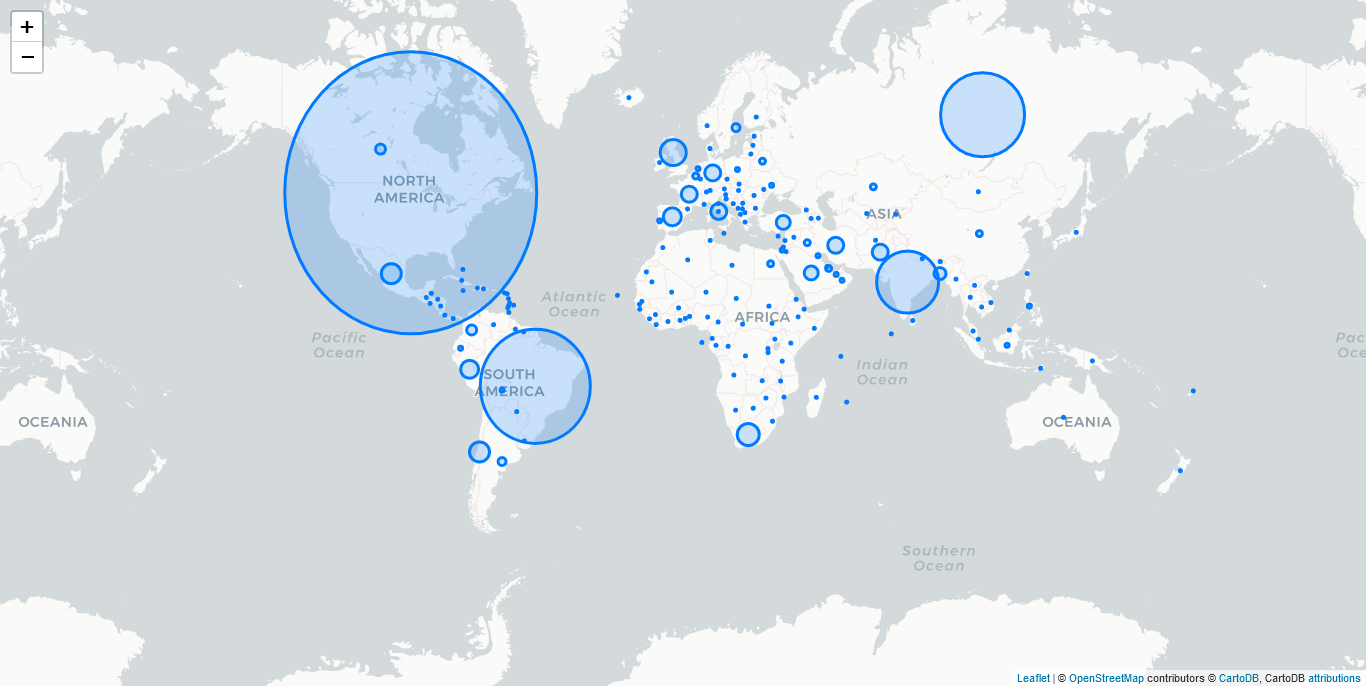 +
−
NORTH
AMERICA
ASIA
Atlantic
Ocean
AFRICA
Pacific
Ocean
Pac
Oce
Indian
Ocean
SOUTH
AMERICA
OCEANIA
OCEANIA
Southern
Ocean
Leaflet | © OpenStreetMap contributors © CartoDB, CartoDB attributions